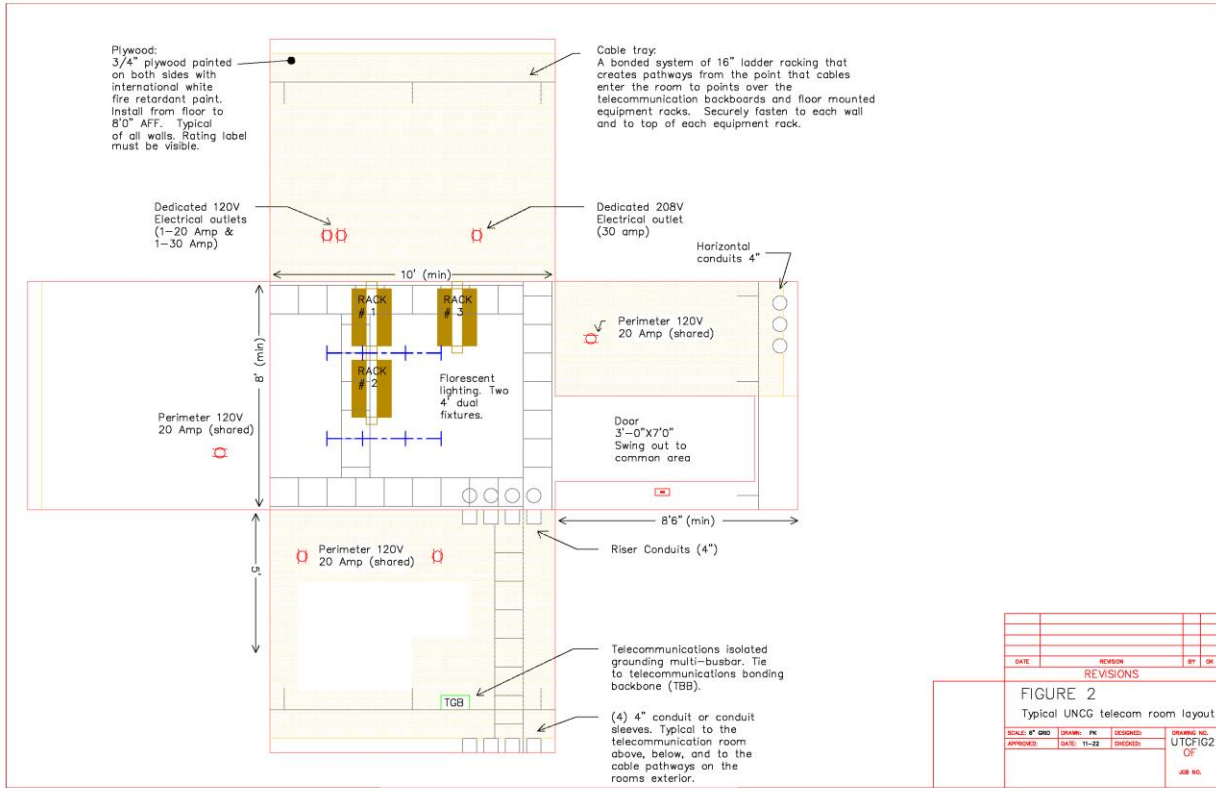 Plywood:
3/4" plywood painted
on both sides with
international white
fire retardant paint.
Install from floor to
8'0" AFF. Typical
of all walls. Rating label
must be visible.
Cable tray:
A bonded system of 16" ladder racking that
creates pathways from the point that cables
enter the room to points over the
telecommunication backboards and floor mounted
equipment racks. Securely fasten to each wall
and to top of each equipment rack.
Dedicated 120V
Electrical outlets
(1-20 Amp &
1-30 Amp)
Dedicated 208V
Electrical outlet
(30 amp)
Horizontal
conduits 4"
10' (min)
8' (min)
RACK
# 1
RACK
# 3
RACK
# 2
Florescent
lighting. Two
4' dual
fixtures.
Perimeter 120V
20 Amp (shared)
Perimeter 120V
20 Amp (shared)
Door
3'-0"X7'0"
Swing out to
common area
8'6" (min)
Riser Conduits (4")
Perimeter 120V
20 Amp (shared)
5'
TGB
Telecommunications isolated
grounding multi-busbar. Tie
to telecommunications bonding
backbone (TBB).
(4) 4" conduit or conduit
sleeves. Typical to the
telecommunication room
above, below, and to the
cable pathways on the
rooms exterior.
DATE REVISION BY OK
REVISIONS
FIGURE 2
Typical UNCG telecom room layout
SCALE: 6" GRID DRAWN: PK DESIGNED: DRAWING NO.
APPROVED: DATE: 11-22 CHECKED: UTCFIG2
OF
JOB NO.